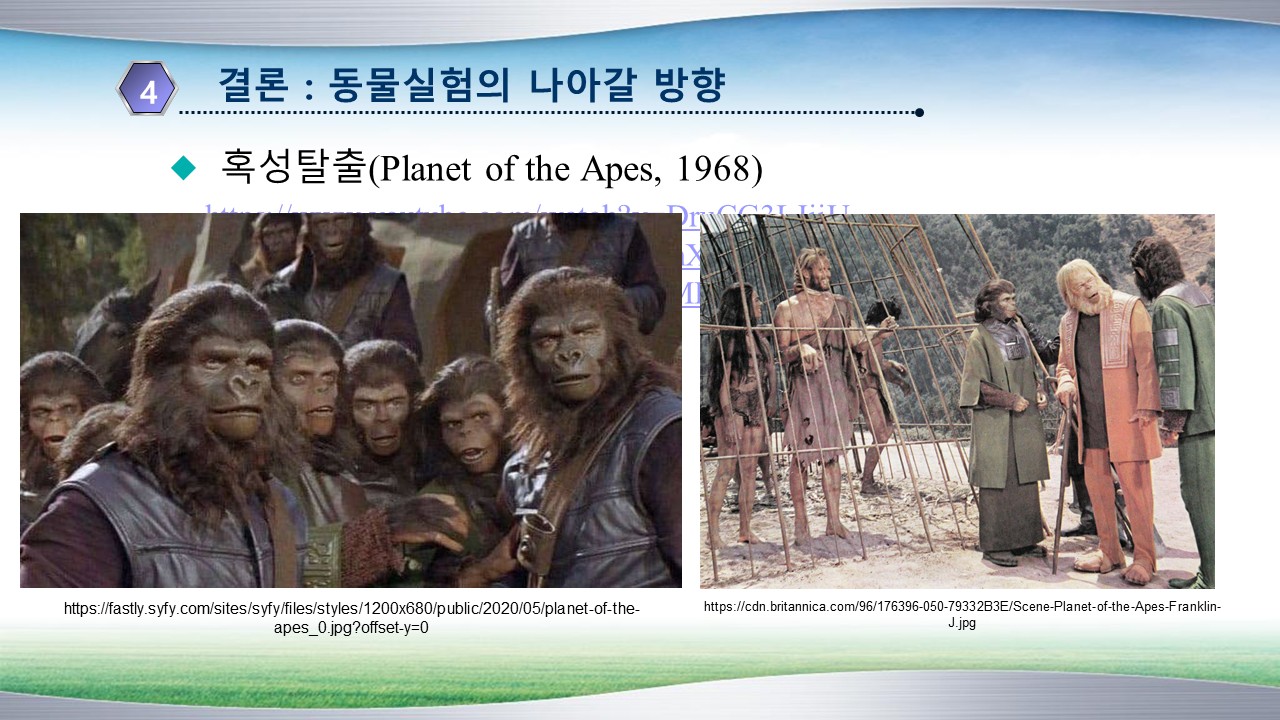 4
결론 : 동물실험의 나아갈 방향
혹성탈출(Planet of the Apes, 1968)
https://fastly.syfy.com/sites/syfy/files/styles/1200x680/public/2020/05/planet-of-the-
apes_0.jpg?offset-y=0
https://cdn.britannica.com/96/176396-050-79332B3E/Scene-Planet-of-the-Apes-Franklin-
J.jpg